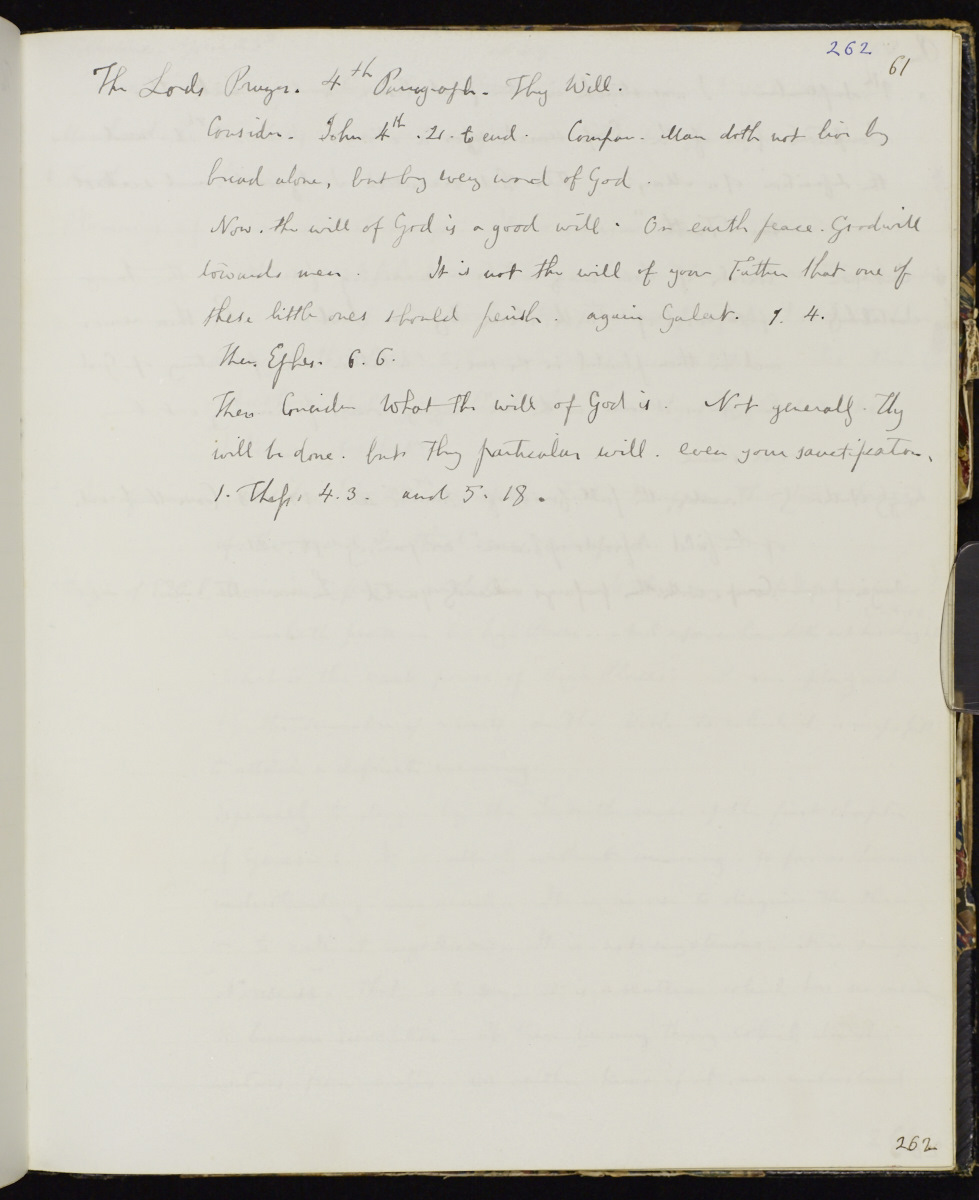 262
61
The Lords Prayer. 4th Paragraph. Thy Will.
Consider. John 4th. 21. to end. Compare. Man doth not live by
bread alone, but by every word of God.
Now. the will of God is a good will. On earth peace. Goodwill
towards men. It is not the will of your Father that one of
these little ones should perish. again Galat. 1. 4.
Then. Ephes. 6. 6.
Then Consider What the will of God is. Not generally. Thy
will be done. but Thy particular will. even your sanctification.
1. Thess. 4. 3. and 5. 18.
262